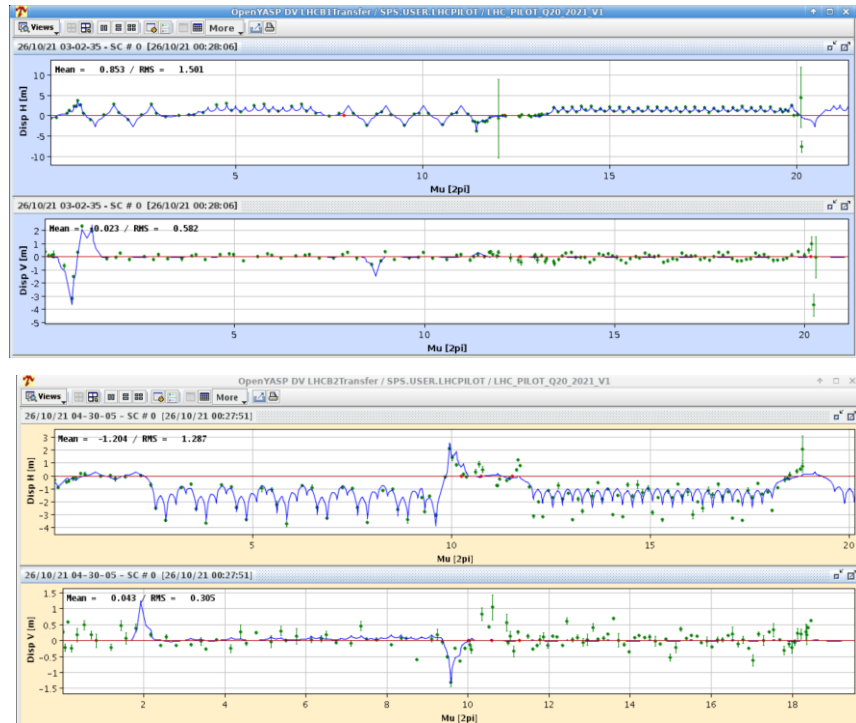 OpenYASP DV LHCB1Transfer / SPS.USER.LHCPILOT / LHC_PILOT_Q20_2021_V1
Views More
26/10/21 03-02-35 - SC # 0 [26/10/21 00:28:06]
Mean = 0.853 / RMS = 1.501
Disp H [m]
10
5
0
-5
-10
5 10 15 20
Mu [2pi]
26/10/21 03-02-35 - SC # 0 [26/10/21 00:28:06]
Mean = -0.023 / RMS = 0.582
Disp V [m]
2
1
0
-1
-2
-3
-4
-5
5 10 15 20
Mu [2pi]
OpenYASP DV LHCB2Transfer / SPS.USER.LHCPILOT / LHC_PILOT_Q20_2021_V1
Views More
26/10/21 04-30-05 - SC # 0 [26/10/21 00:27:51]
Mean = -1.204 / RMS = 1.287
Disp H [m]
3
2
1
0
-1
-2
-3
-4
5 10 15 20
Mu [2pi]
26/10/21 04-30-05 - SC # 0 [26/10/21 00:27:51]
Mean = 0.043 / RMS = 0.305
Disp V [m]
1.5
1
0.5
0
-0.5
-1
-1.5
2 4 6 8 10 12 14 16 18
Mu [2pi]